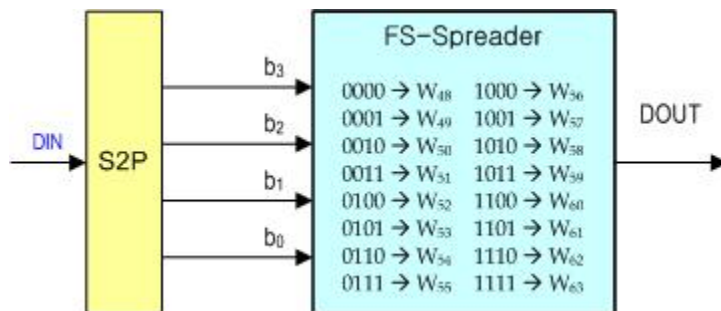 FS-Spreader
b₃
0000 → W₄₈ 1000 → W₅₆
0001 → W₄₉ 1001 → W₅₇
DOUT
b₂
0010 → W₅₀ 1010 → W₅₈
DIN
S2P
0011 → W₅₁ 1011 → W₅₉
b₁
0100 → W₅₂ 1100 → W₆₀
0101 → W₅₃ 1101 → W₆₁
b₀
0110 → W₅₄ 1110 → W₆₂
0111 → W₅₅ 1111 → W₆₃